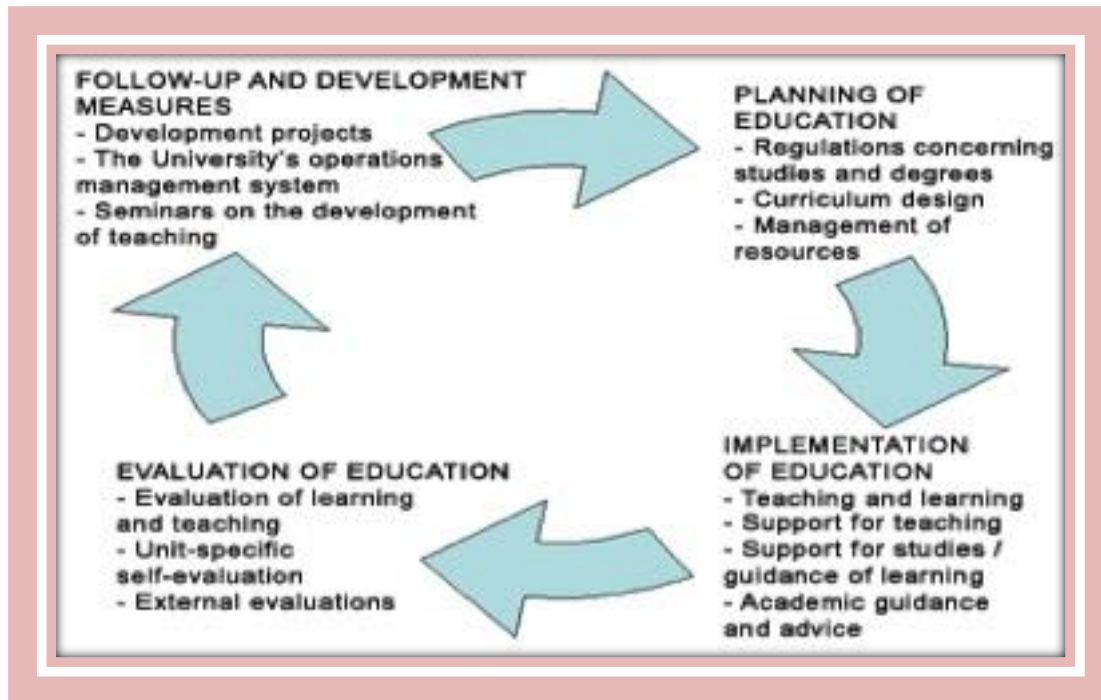 FOLLOW-UP AND DEVELOPMENT
MEASURES
- Development projects
- The University's operations
management system
- Seminars on the development
of teaching
PLANNING OF
EDUCATION
- Regulations concerning
studies and degrees
- Curriculum design
- Management of
resources
IMPLEMENTATION
OF EDUCATION
- Teaching and learning
- Support for teaching
- Support for studies /
guidance of learning
- Academic guidance
and advice
EVALUATION OF EDUCATION
- Evaluation of learning
and teaching
- Unit-specific
self-evaluation
- External evaluations